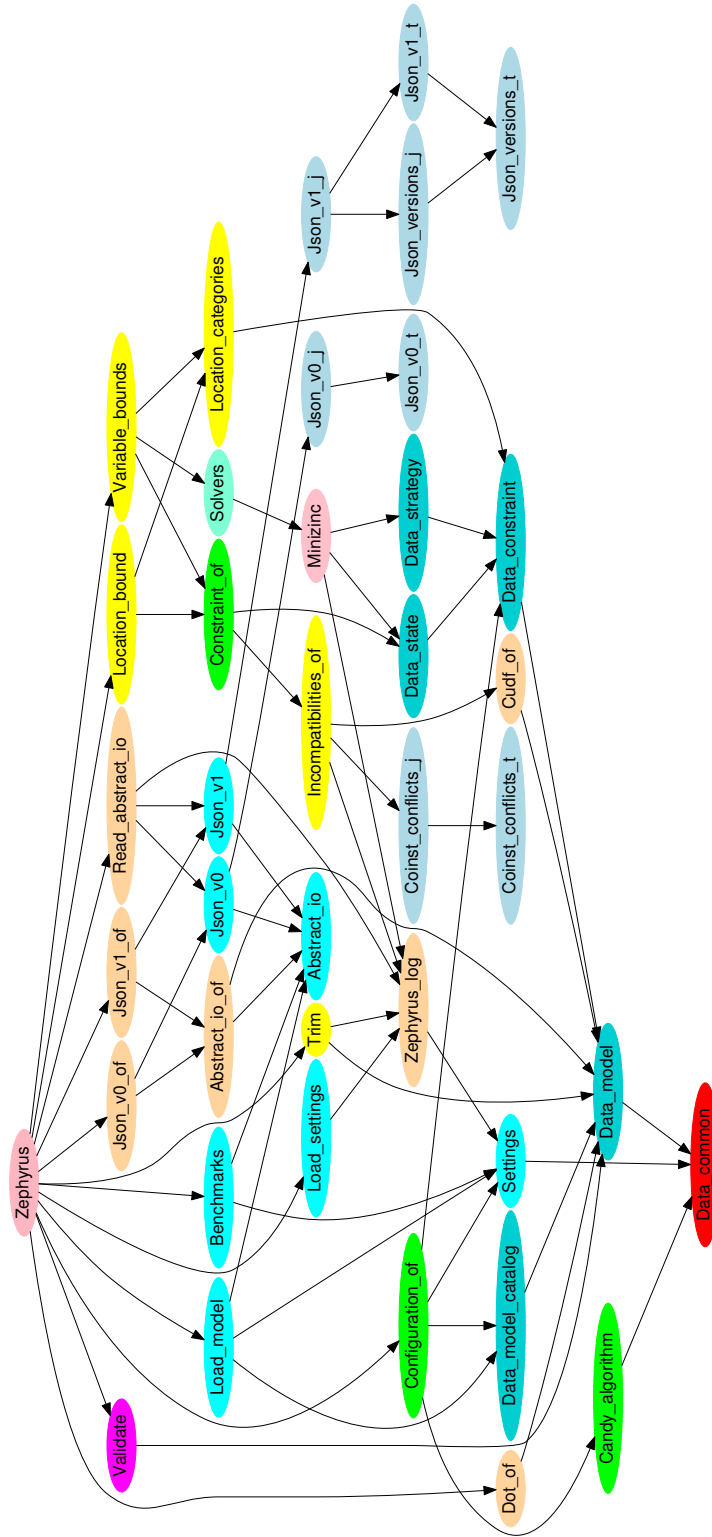 Zephyrus
Validate
Json_v0_of
Json_v1_of
Read_abstract_io
Location_bound
Variable_bounds
Load_model
Benchmarks
Abstract_io_of
Json_v0
Json_v1
Constraint_of
Solvers
Location_categories
Load_settings
Trim
Abstract_io
Incompatibilities_of
Minizinc
Json_v0_j
Json_v1_j
Configuration_of
Zephyrus_log
Coinst_conflicts_j
Data_state
Data_strategy
Json_v0_t
Json_versions_j
Json_v1_t
Dot_of
Data_model_catalog
Settings
Coinst_conflicts_t
Cudf_of
Data_constraint
Json_versions_t
Candy_algorithm
Data_model
Data_common